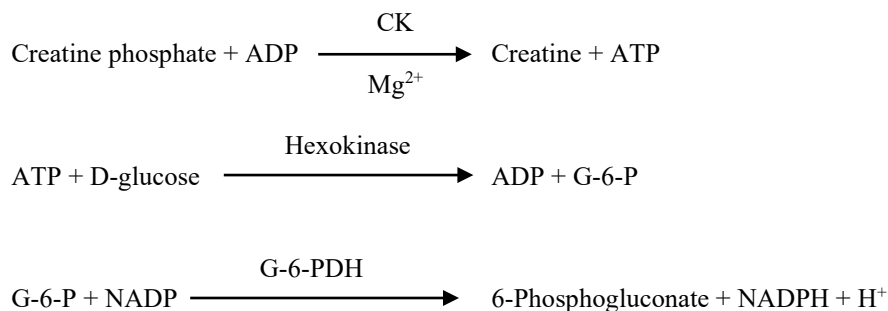 CK
Creatine phosphate + ADP Creatine + ATP
Mg²⁺
Hexokinase
ATP + D-glucose ADP + G-6-P
G-6-PDH
G-6-P + NADP 6-Phosphogluconate + NADPH + H⁺